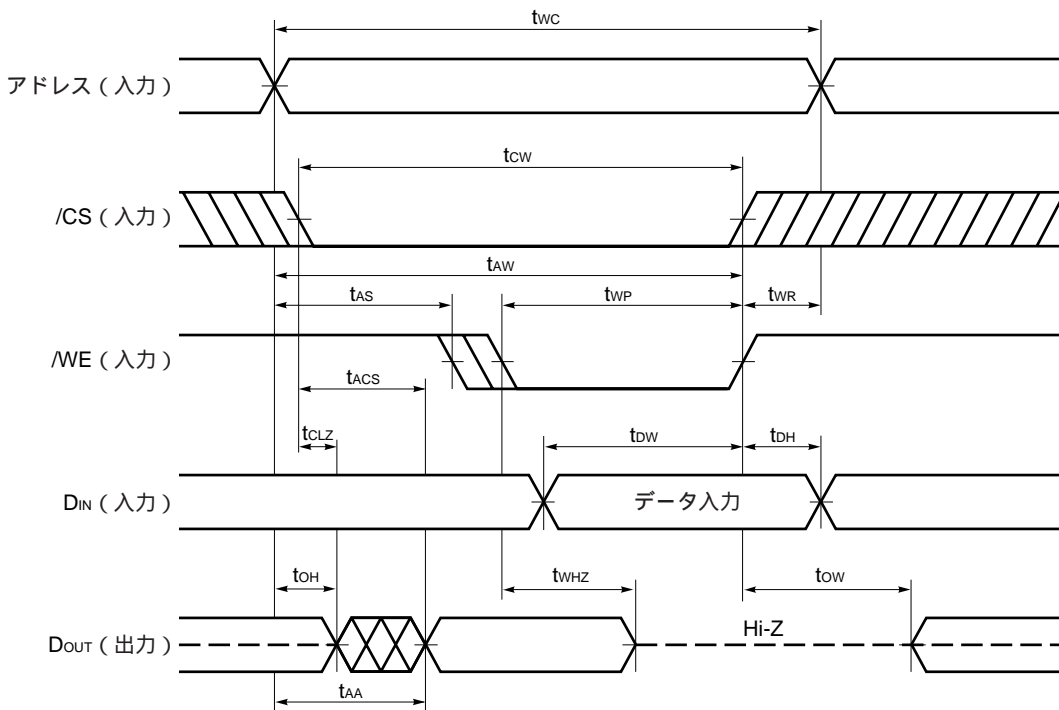 tWC
アドレス（入力）
tCW
/CS（入力）
tAW
tAS
tWP
tWR
/WE（入力）
tACS
tCLZ
tDW
tDH
DIN（入力）
データ入力
tOH
tWHZ
tOW
DOUT（出力）
Hi-Z
tAA